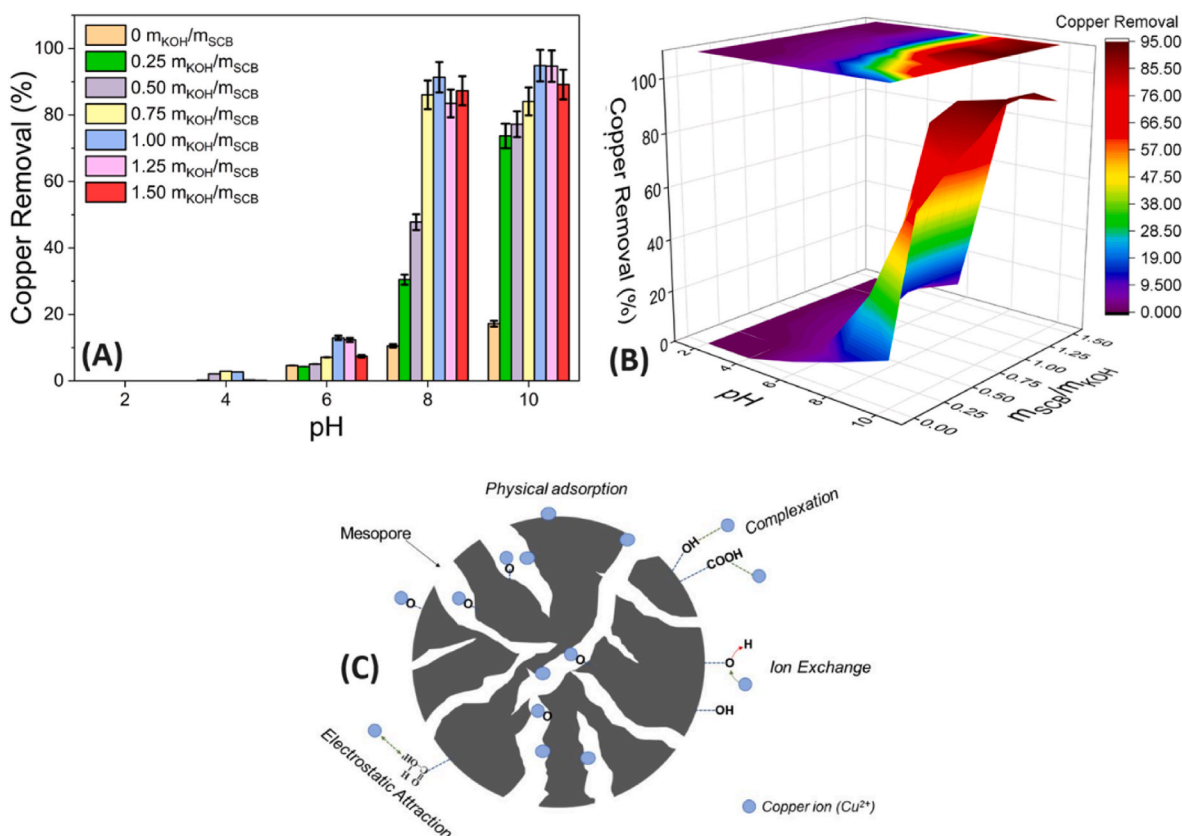 (A)
Copper Removal (%)
100
80
60
40
20
0
0 mKOH/mSCB
0.25 mKOH/mSCB
0.50 mKOH/mSCB
0.75 mKOH/mSCB
1.00 mKOH/mSCB
1.25 mKOH/mSCB
1.50 mKOH/mSCB
2 4 6 8 10
pH
(B)
Copper Removal (%)
100
80
60
40
20
0
2 4 6 8 10
pH
0.00 0.25 0.50 0.75 1.00 1.25 1.50
mSCB/mKOH
Copper Removal
95.00
85.50
76.00
66.50
57.00
47.50
38.00
28.50
19.00
9.500
0.000
(C)
Physical adsorption
Complexation
Mesopore
OH
COOH
O
O
O
H
O
O
Ion Exchange
OH
O
HO O
H O
Electrostatic Attraction
Copper ion (Cu²⁺)